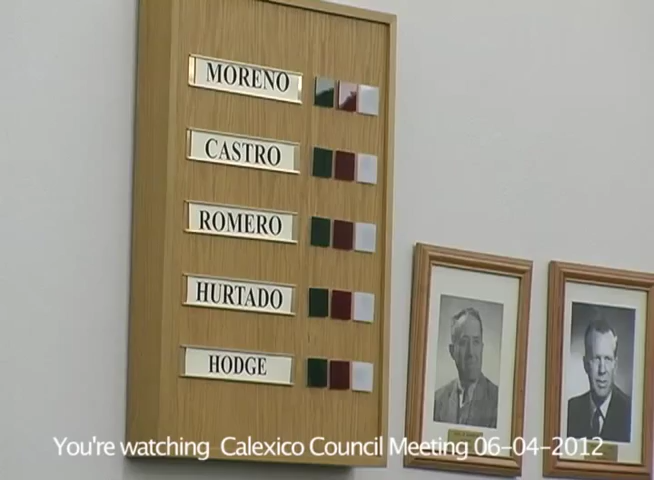 MORENO
CASTRO
ROMERO
HURTADO
HODGE
You're watching  Calexico Council Meeting 06-04-2012